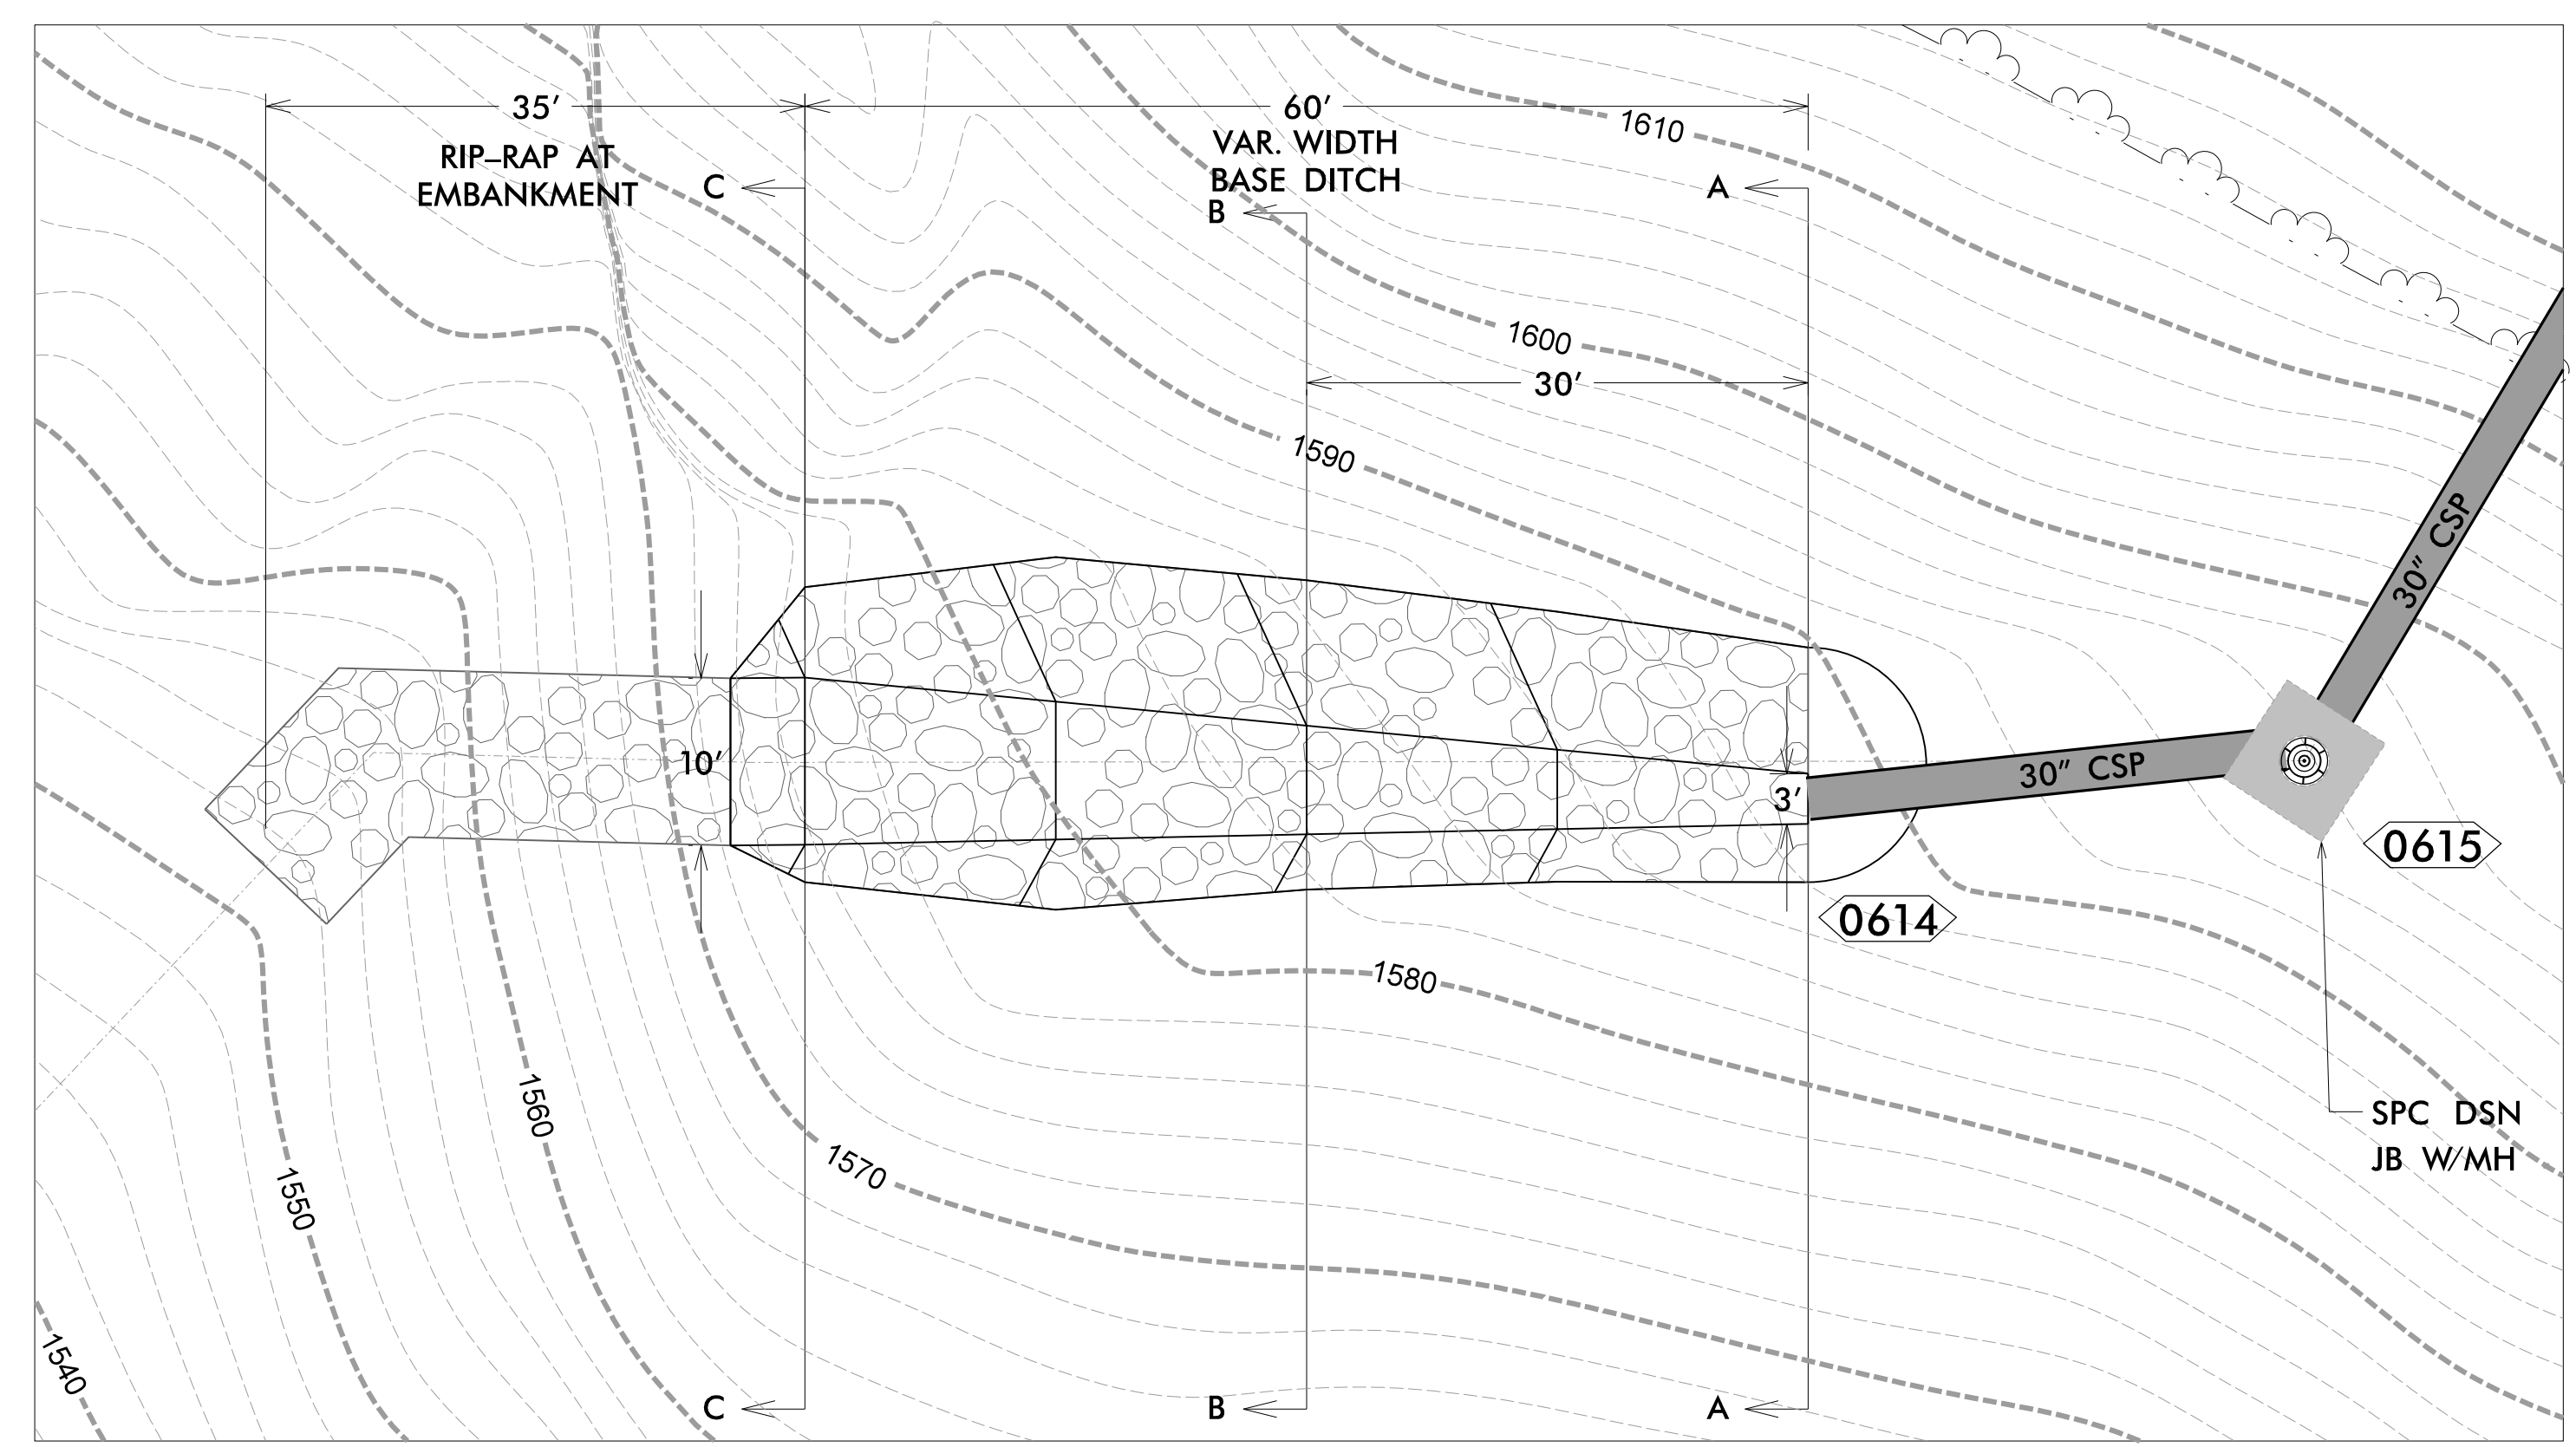 35′
60′
VAR. WIDTH
BASE DITCH
RIP–RAP AT
EMBANKMENT
C
B
A
1610
1600
30′
1590
30″ CSP
10′
3′
30″ CSP
0615
0614
1580
SPC DSN
JB W/MH
1560
1570
1550
1540
C
B
A